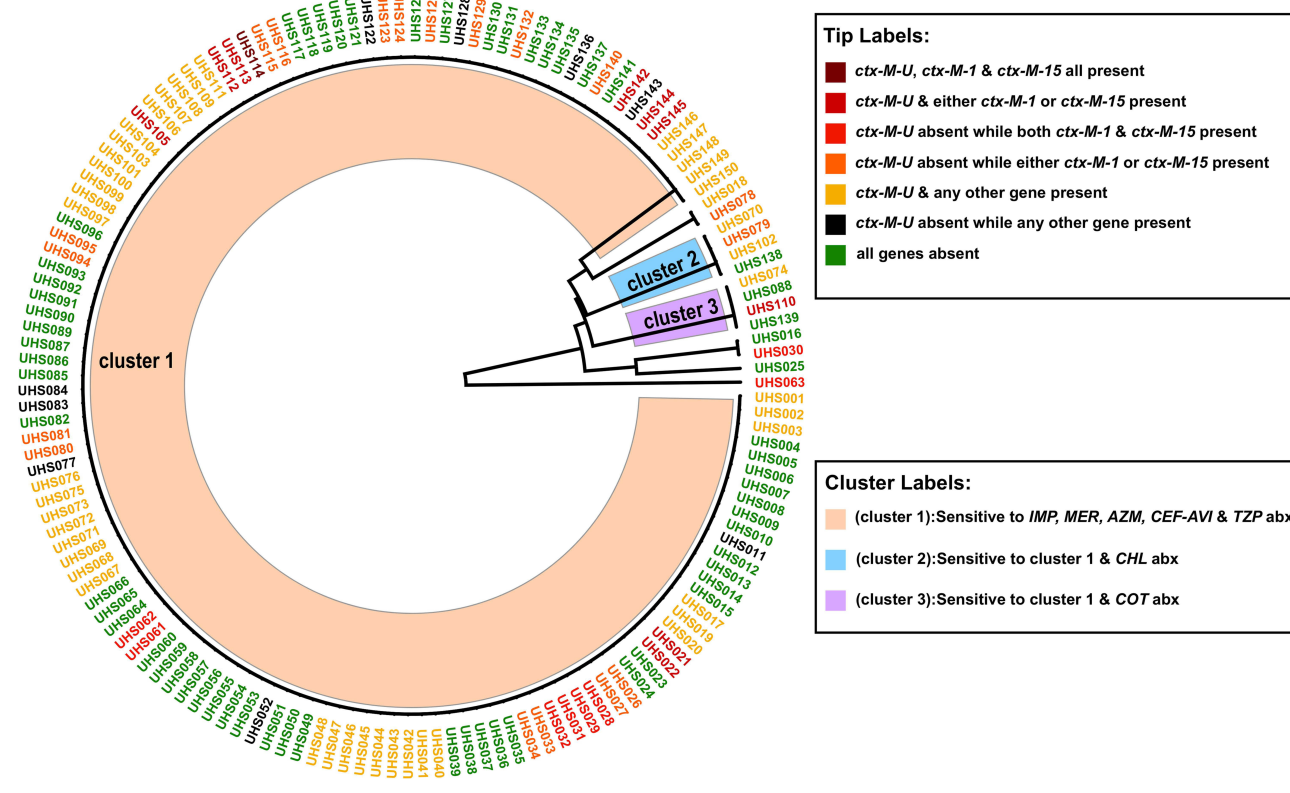 UHS001
UHS002
UHS003
UHS004
UHS005
UHS006
UHS007
UHS008
UHS009
UHS010
UHS011
UHS012
UHS013
UHS014
UHS015
UHS017
UHS019
UHS020
UHS021
UHS022
UHS023
UHS024
UHS026
UHS027
UHS028
UHS029
UHS031
UHS032
UHS033
UHS034
UHS035
UHS036
UHS037
UHS038
UHS039
UHS040
UHS041
UHS042
UHS043
UHS044
UHS045
UHS046
UHS047
UHS048
UHS049
UHS050
UHS051
UHS052
UHS053
UHS054
UHS055
UHS056
UHS057
UHS058
UHS059
UHS060
UHS061
UHS062
UHS064
UHS065
UHS066
UHS067
UHS068
UHS069
UHS071
UHS072
UHS073
UHS075
UHS076
UHS077
UHS080
UHS081
UHS082
UHS083
UHS084
UHS085
UHS086
UHS087
UHS089
UHS090
UHS091
UHS092
UHS093
UHS094
UHS095
UHS096
UHS097
UHS098
UHS099
UHS100
UHS101
UHS103
UHS104
UHS105
UHS106
UHS107
UHS108
UHS109
UHS111
UHS112
UHS113
UHS114
UHS115
UHS116
UHS117
UHS118
UHS119
UHS120
UHS121
UHS122
UHS123
UHS124
UHS12
UHS12
UHS12
UHS128
UHS129
UHS130
UHS131
UHS132
UHS133
UHS134
UHS135
UHS136
UHS137
UHS140
UHS141
UHS142
UHS143
UHS144
UHS145
UHS146
UHS147
UHS148
UHS149
UHS150
UHS018
UHS078
UHS070
UHS079
UHS102
UHS138
UHS074
UHS088
UHS110
UHS139
UHS016
UHS030
UHS025
UHS063
cluster 1
cluster 2
cluster 3
Tip Labels:
ctx-M-U, ctx-M-1 & ctx-M-15 all present
ctx-M-U & either ctx-M-1 or ctx-M-15 present
ctx-M-U absent while both ctx-M-1 & ctx-M-15 present
ctx-M-U absent while either ctx-M-1 or ctx-M-15 present
ctx-M-U & any other gene present
ctx-M-U absent while any other gene present
all genes absent
Cluster Labels:
(cluster 1):Sensitive to IMP, MER, AZM, CEF-AVI & TZP abx
(cluster 2):Sensitive to cluster 1 & CHL abx
(cluster 3):Sensitive to cluster 1 & COT abx